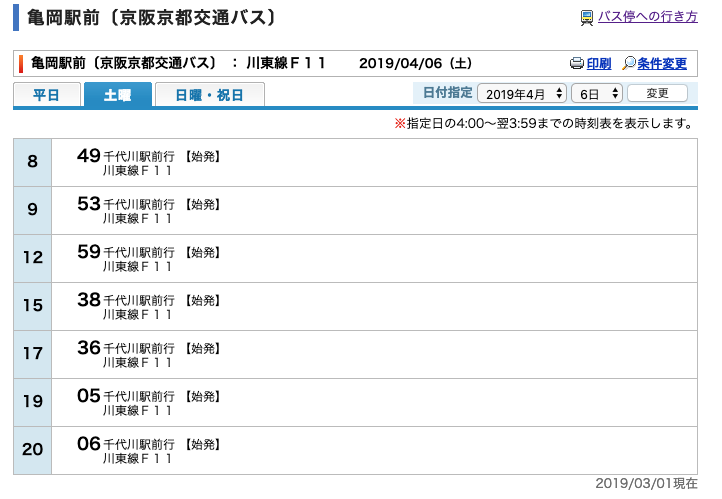 亀岡駅前〔京阪京都交通バス〕
バス停への行き方
亀岡駅前〔京阪京都交通バス〕 : 川東線Ｆ１１ 2019/04/06（土）
印刷 条件変更
平日 土曜 日曜・祝日
日付指定 2019年4月 6日 変更
※指定日の4:00〜翌3:59までの時刻表を表示します。
8 49 千代川駅前行 【始発】
川東線Ｆ１１
9 53 千代川駅前行 【始発】
川東線Ｆ１１
12 59 千代川駅前行 【始発】
川東線Ｆ１１
15 38 千代川駅前行 【始発】
川東線Ｆ１１
17 36 千代川駅前行 【始発】
川東線Ｆ１１
19 05 千代川駅前行 【始発】
川東線Ｆ１１
20 06 千代川駅前行 【始発】
川東線Ｆ１１
2019/03/01現在